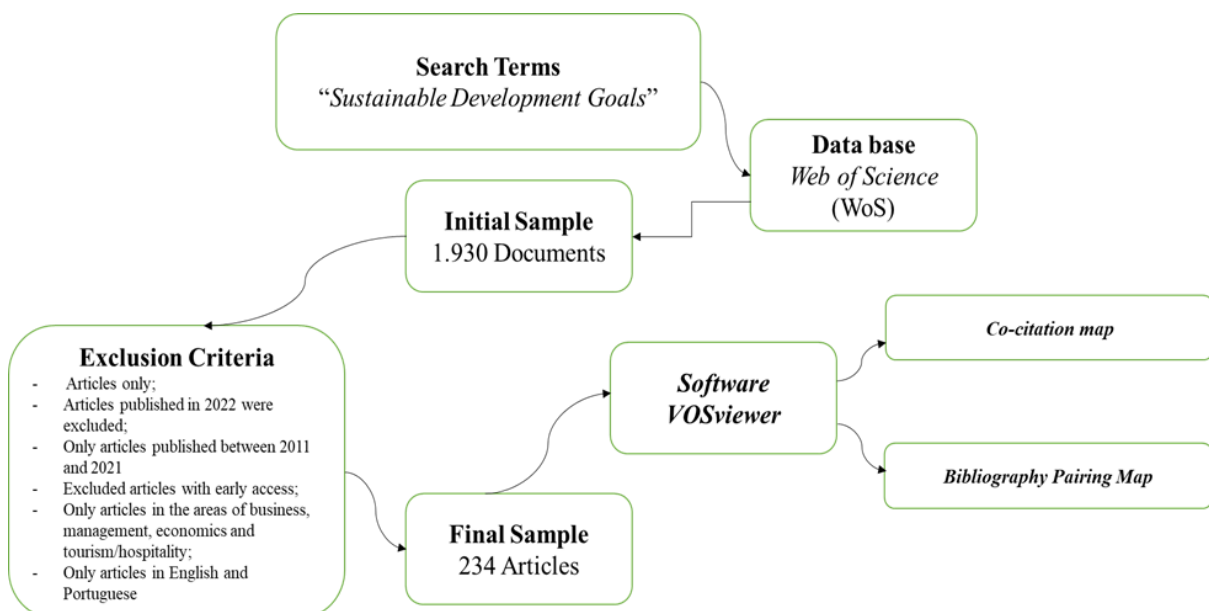 Search Terms
“Sustainable Development Goals”
Data base
Web of Science
(WoS)
Initial Sample
1.930 Documents
Exclusion Criteria
- Articles only;
- Articles published in 2022 were
excluded;
- Only articles published between 2011
and 2021
- Excluded articles with early access;
- Only articles in the areas of business,
management, economics and
tourism/hospitality;
- Only articles in English and
Portuguese
Final Sample
234 Articles
Software
VOSviewer
Co-citation map
Bibliography Pairing Map